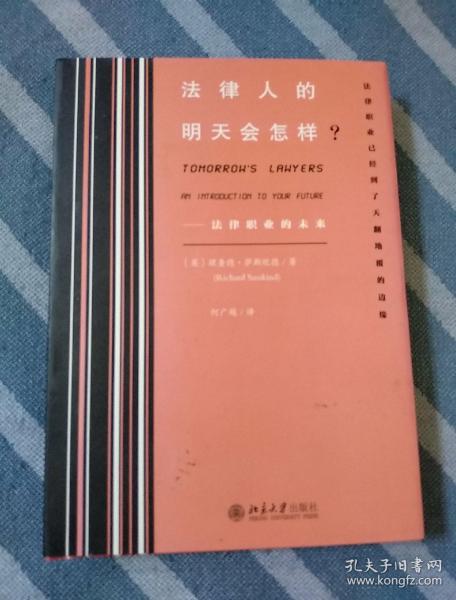 法律人的
明天会怎样?
TOMORROW'S LAWYERS
AN INTRODUCTION TO YOUR FUTURE
——法律职业的未来
〔英〕理查德·萨斯坎德/著
(Richard Susskind)
何广越/译
法律职业已经到了天翻地覆的边缘
北京大学出版社
PEKING UNIVERSITY PRESS
孔夫子旧书网
www.kongfz.com